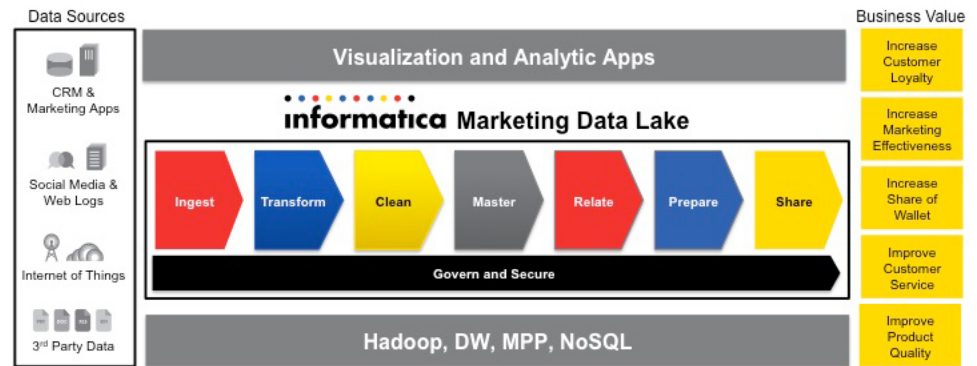 Data Sources
CRM &
Marketing Apps
Social Media &
Web Logs
Internet of Things
3rd Party Data
Visualization and Analytic Apps
informatica Marketing Data Lake
Ingest
Transform
Clean
Master
Relate
Prepare
Share
Govern and Secure
Hadoop, DW, MPP, NoSQL
Business Value
Increase
Customer
Loyalty
Increase
Marketing
Effectiveness
Increase
Share of
Wallet
Improve
Customer
Service
Improve
Product
Quality